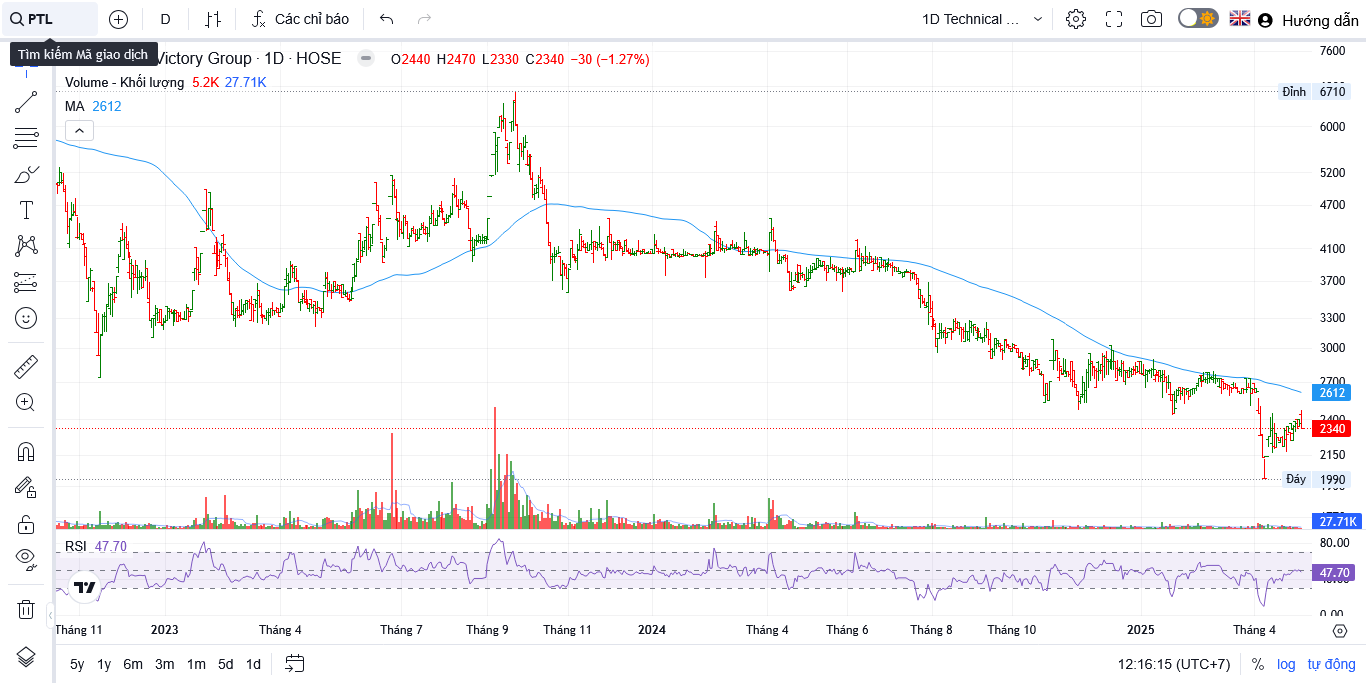 PTL
D
Các chỉ báo
1D Technical ...
Hướng dẫn
Tìm kiếm Mã giao dịch
Victory Group · 1D · HOSE
O2440 H2470 L2330 C2340 −30 (−1.27%)
Volume - Khối lượng 5.2K 27.71K
MA 2612
7600
Đỉnh 6710
6000
5200
4700
4100
3700
3300
3000
2700
2612
2400
2340
2150
Đáy 1990
27.71K
RSI 47.70
80.00
47.70
0.00
Tháng 11 2023 Tháng 4 Tháng 7 Tháng 9 Tháng 11 2024 Tháng 4 Tháng 6 Tháng 8 Tháng 10 2025 Tháng 4
5y 1y 6m 3m 1m 5d 1d
12:16:15 (UTC+7) % log tự động